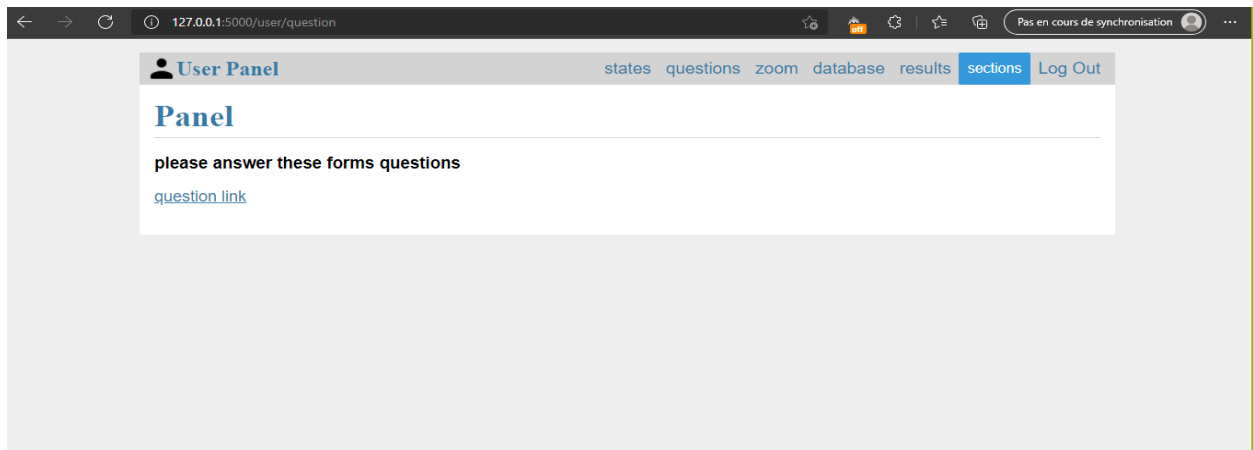 127.0.0.1:5000/user/question
off
Pas en cours de synchronisation
User Panel states questions zoom database results sections Log Out
Panel
please answer these forms questions
question link